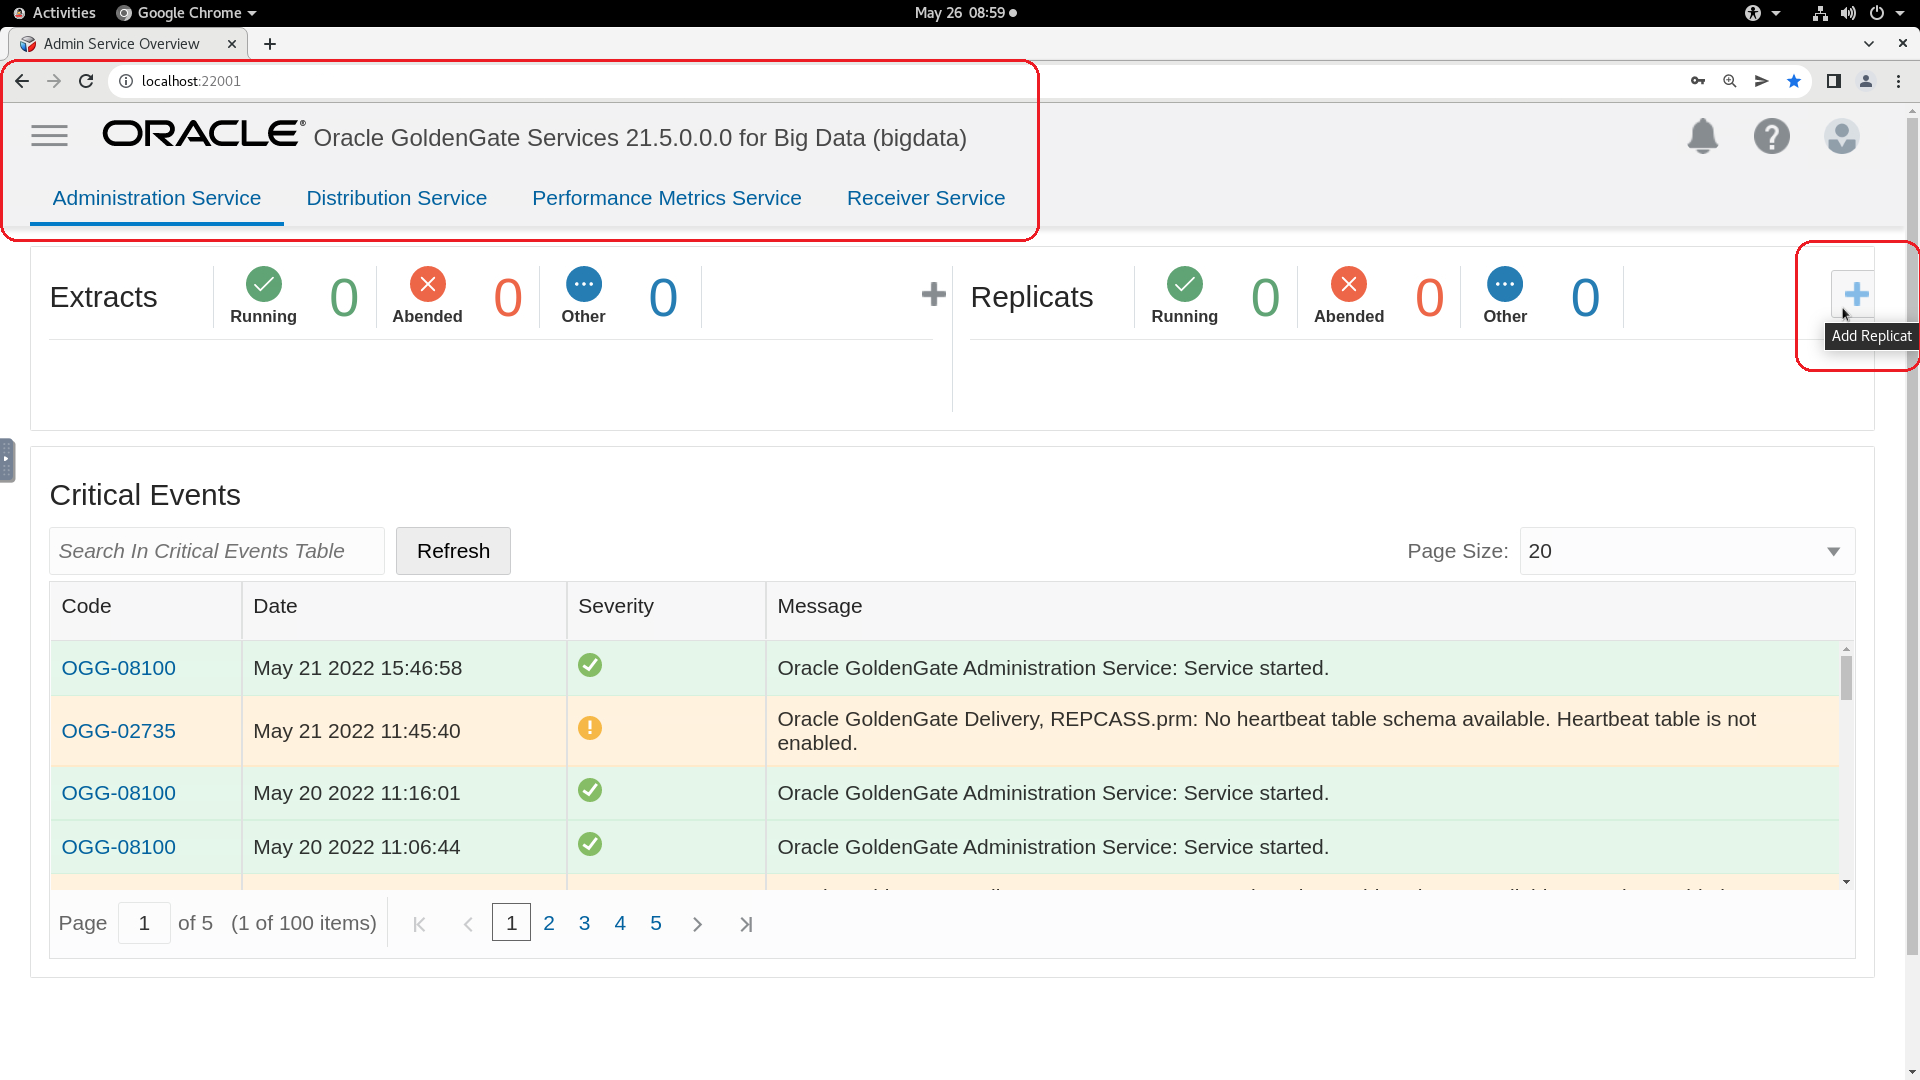 Activities
Google Chrome
May 26 08:59
Admin Service Overview
localhost:22001
ORACLE® Oracle GoldenGate Services 21.5.0.0.0 for Big Data (bigdata)
Administration Service
Distribution Service
Performance Metrics Service
Receiver Service
Extracts
Running
0
Abended
0
Other
0
Replicats
Running
0
Abended
0
Other
0
Add Replicat
Critical Events
Search In Critical Events Table
Refresh
Page Size:
20
Code
Date
Severity
Message
OGG-08100
May 21 2022 15:46:58
Oracle GoldenGate Administration Service: Service started.
OGG-02735
May 21 2022 11:45:40
Oracle GoldenGate Delivery, REPCASS.prm: No heartbeat table schema available. Heartbeat table is not
enabled.
OGG-08100
May 20 2022 11:16:01
Oracle GoldenGate Administration Service: Service started.
OGG-08100
May 20 2022 11:06:44
Oracle GoldenGate Administration Service: Service started.
Page 1 of 5 (1 of 100 items)
1 2 3 4 5